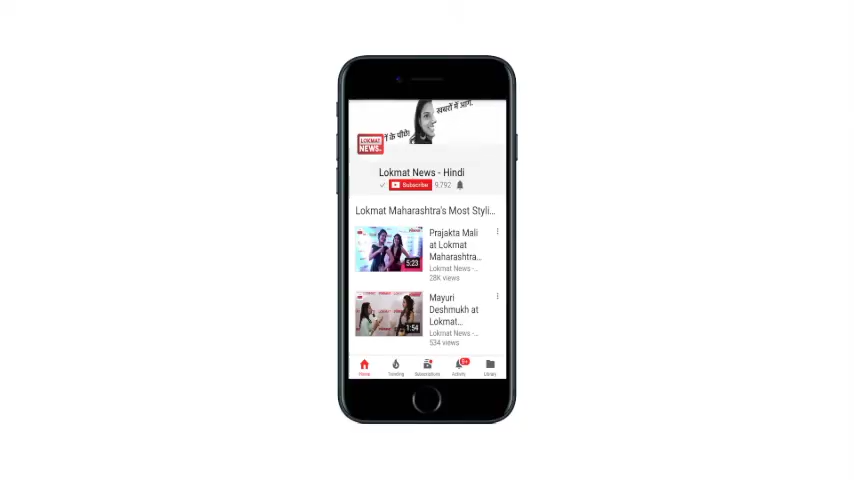 खबरों में आगे,
के पीछे!
LOKMAT
NEWS
Lokmat News - Hindi
Subscribe 9,792
Lokmat Maharashtra's Most Styli...
Prajakta Mali
at Lokmat
Maharashtra...
Lokmat News -...
28K views
5:23
Mayuri
Deshmukh at
Lokmat...
Lokmat News -...
534 views
1:54
Home Trending Subscriptions Activity Library
9+